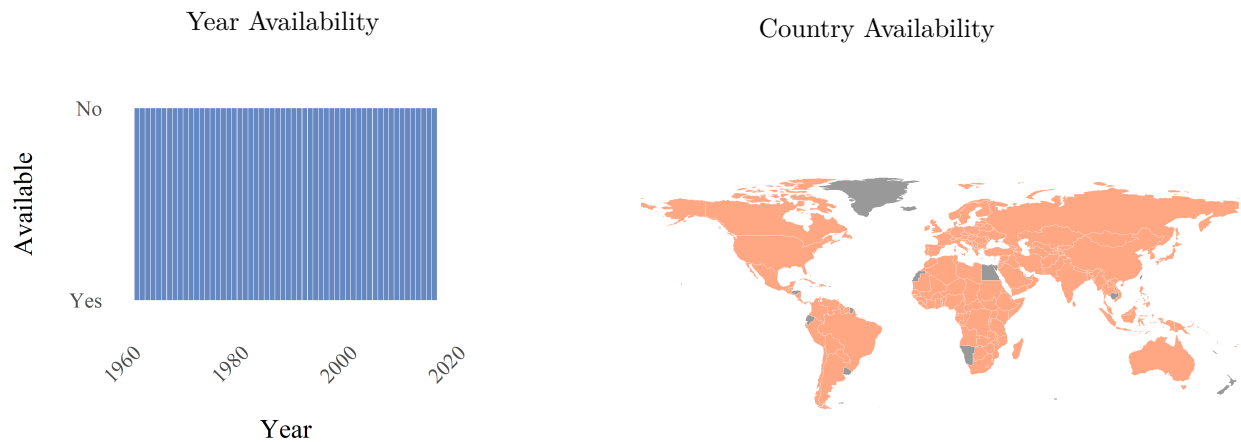 Year Availability
Country Availability
No
Available
Yes
1960
1980
2000
2020
Year